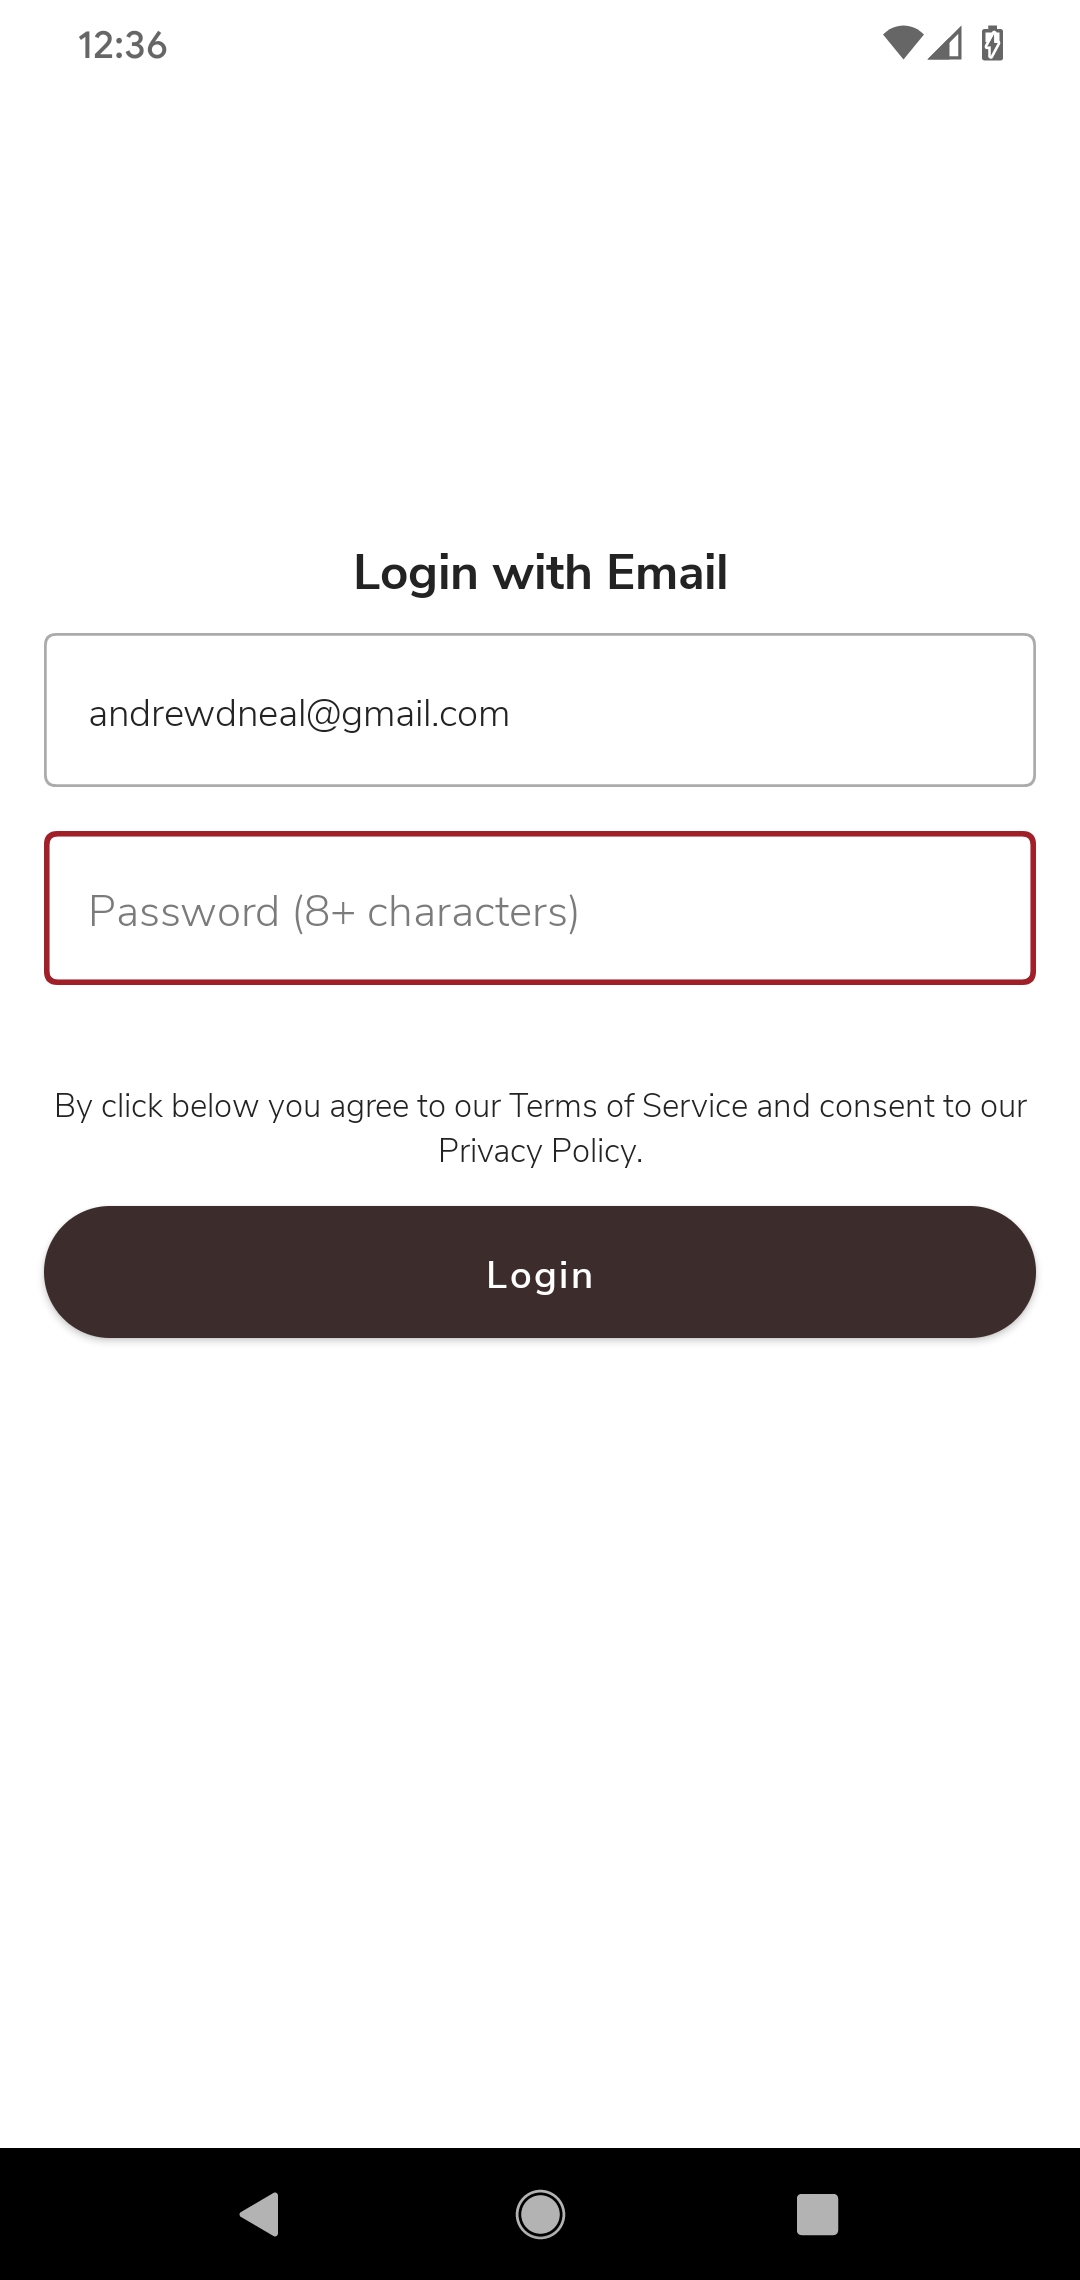 12:36
Login with Email
andrewdneal@gmail.com
Password (8+ characters)
By click below you agree to our Terms of Service and consent to our
Privacy Policy.
Login